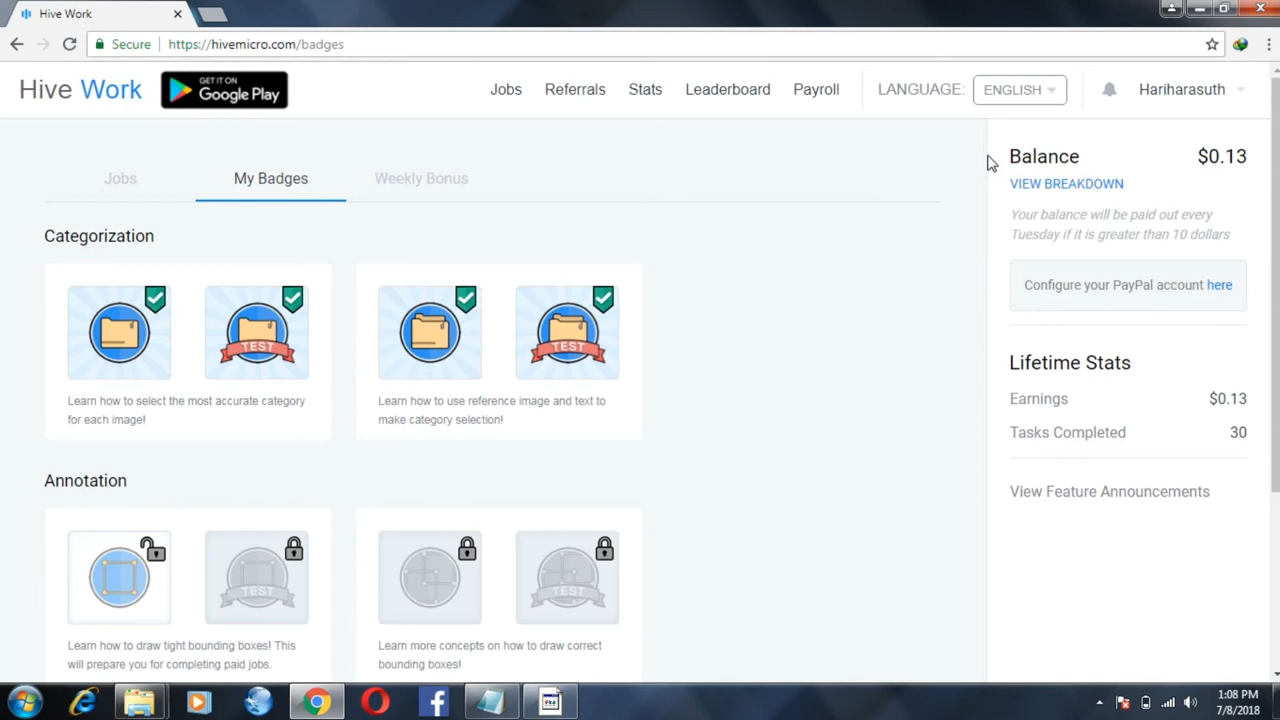 Hive Work
Secure https://hivemicro.com/badges
Hive Work
GET IT ON
Google Play
Jobs Referrals Stats Leaderboard Payroll LANGUAGE: ENGLISH Hariharasuth
Jobs My Badges Weekly Bonus
Categorization
TEST
TEST
Learn how to select the most accurate category
for each image!
Learn how to use reference image and text to
make category selection!
Annotation
TEST
TEST
Learn how to draw tight bounding boxes! This
will prepare you for completing paid jobs.
Learn more concepts on how to draw correct
bounding boxes!
Balance $0.13
VIEW BREAKDOWN
Your balance will be paid out every
Tuesday if it is greater than 10 dollars
Configure your PayPal account here
Lifetime Stats
Earnings $0.13
Tasks Completed 30
View Feature Announcements
1:08 PM
7/8/2018